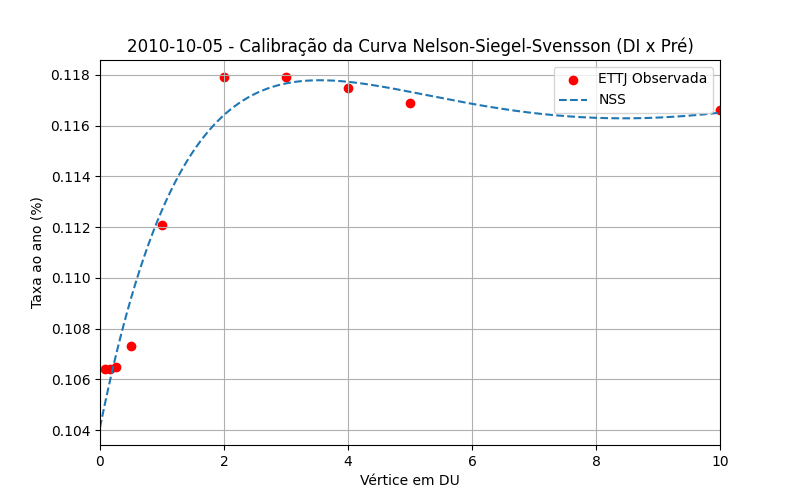 2010-10-05 - Calibração da Curva Nelson-Siegel-Svensson (DI x Pré)
ETTJ Observada
NSS
Taxa ao ano (%)
0.118
0.116
0.114
0.112
0.110
0.108
0.106
0.104
0 2 4 6 8 10
Vértice em DU